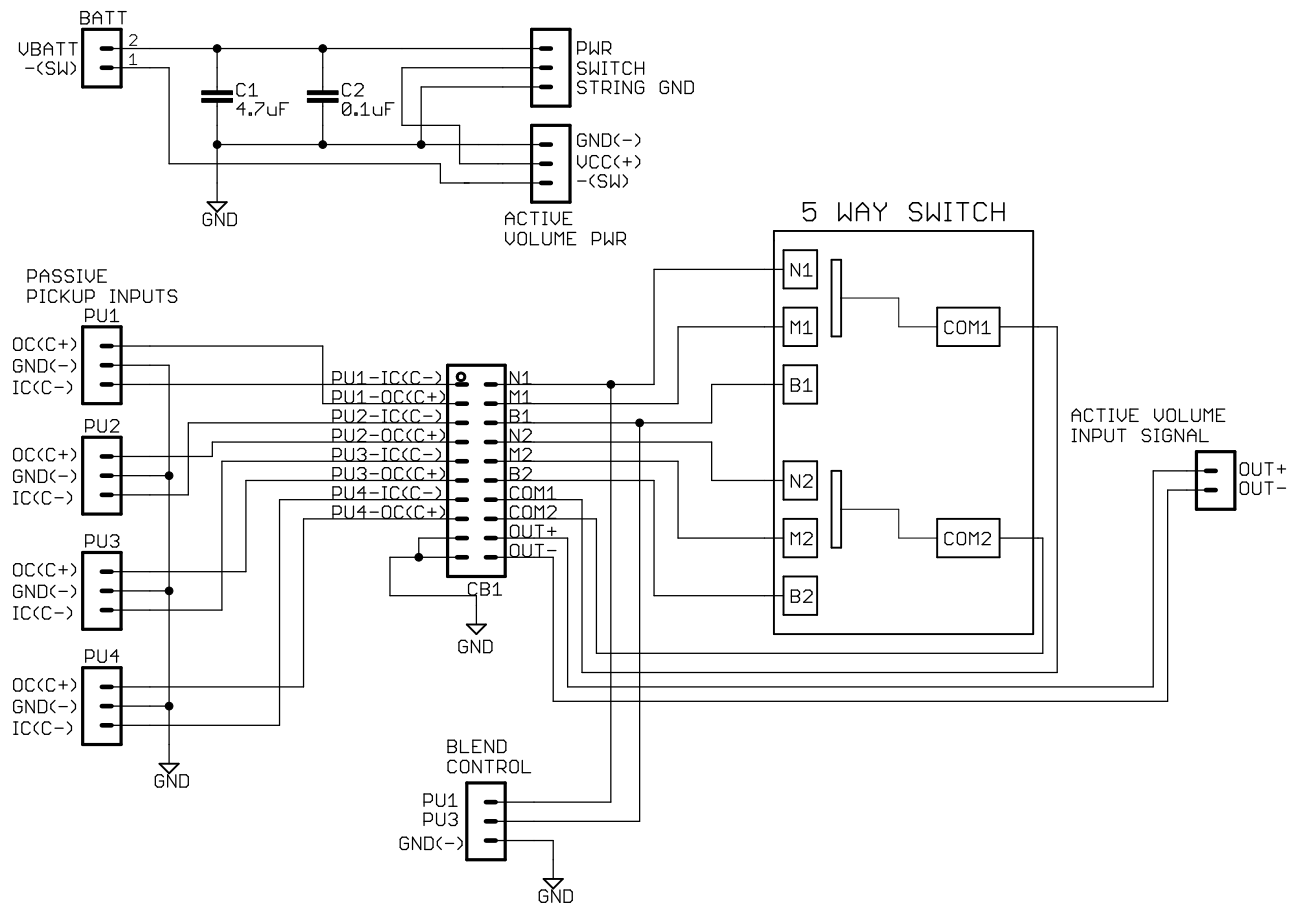 BATT
VBATT
-(SW)
2
1
C1
4.7uF
C2
0.1uF
GND
PWR
SWITCH
STRING GND
GND(-)
VCC(+)
-(SW)
ACTIVE
VOLUME PWR
5 WAY SWITCH
N1
M1
B1
N2
M2
B2
COM1
COM2
PASSIVE
PICKUP INPUTS
PU1
OC(C+)
GND(-)
IC(C-)
PU2
OC(C+)
GND(-)
IC(C-)
PU3
OC(C+)
GND(-)
IC(C-)
PU4
OC(C+)
GND(-)
IC(C-)
GND
PU1-IC(C-)
PU1-OC(C+)
PU2-IC(C-)
PU2-OC(C+)
PU3-IC(C-)
PU3-OC(C+)
PU4-IC(C-)
PU4-OC(C+)
N1
M1
B1
N2
M2
B2
COM1
COM2
OUT+
OUT-
CB1
GND
ACTIVE VOLUME
INPUT SIGNAL
OUT+
OUT-
BLEND
CONTROL
PU1
PU3
GND(-)
GND